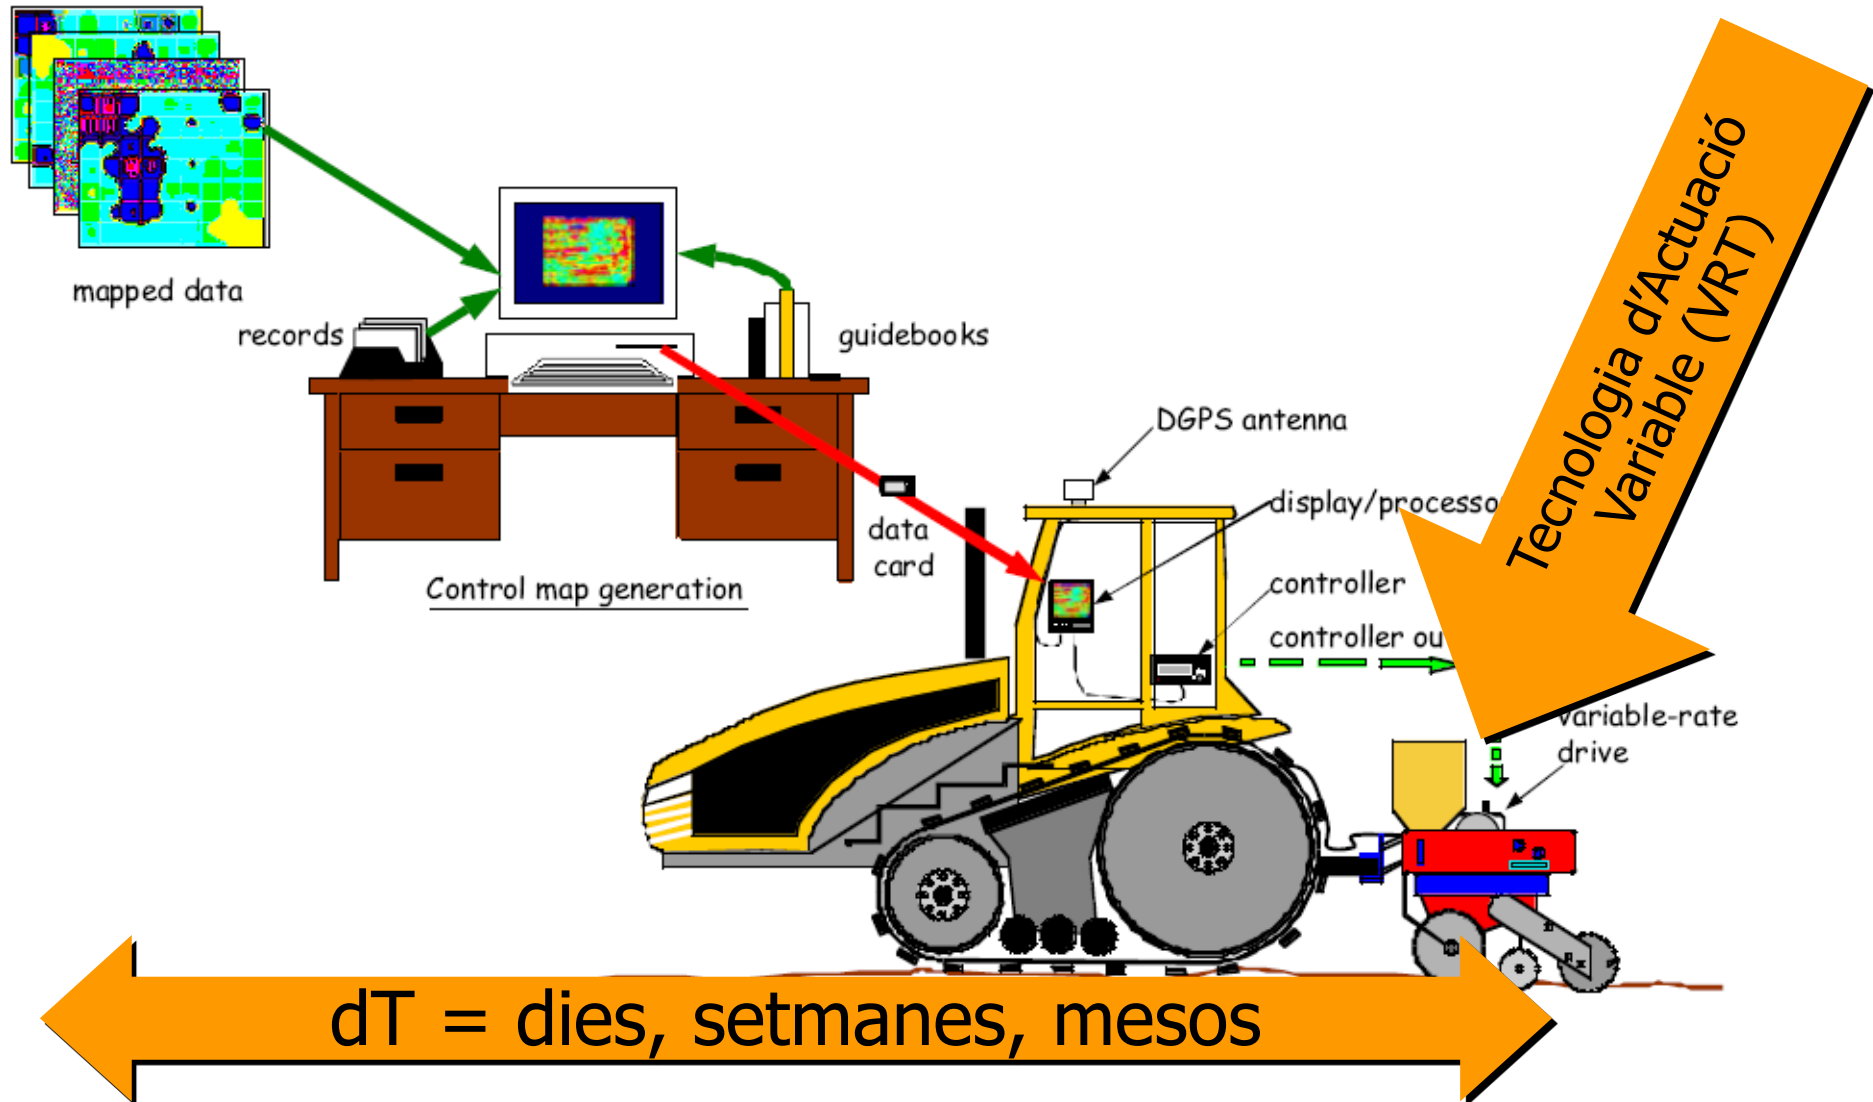 mapped data
records
guidebooks
Control map generation
data
card
DGPS antenna
display/processo
controller
controller ou
variable-rate
drive
Tecnologia d'Actuació
Variable (VRT)
dT = dies, setmanes, mesos